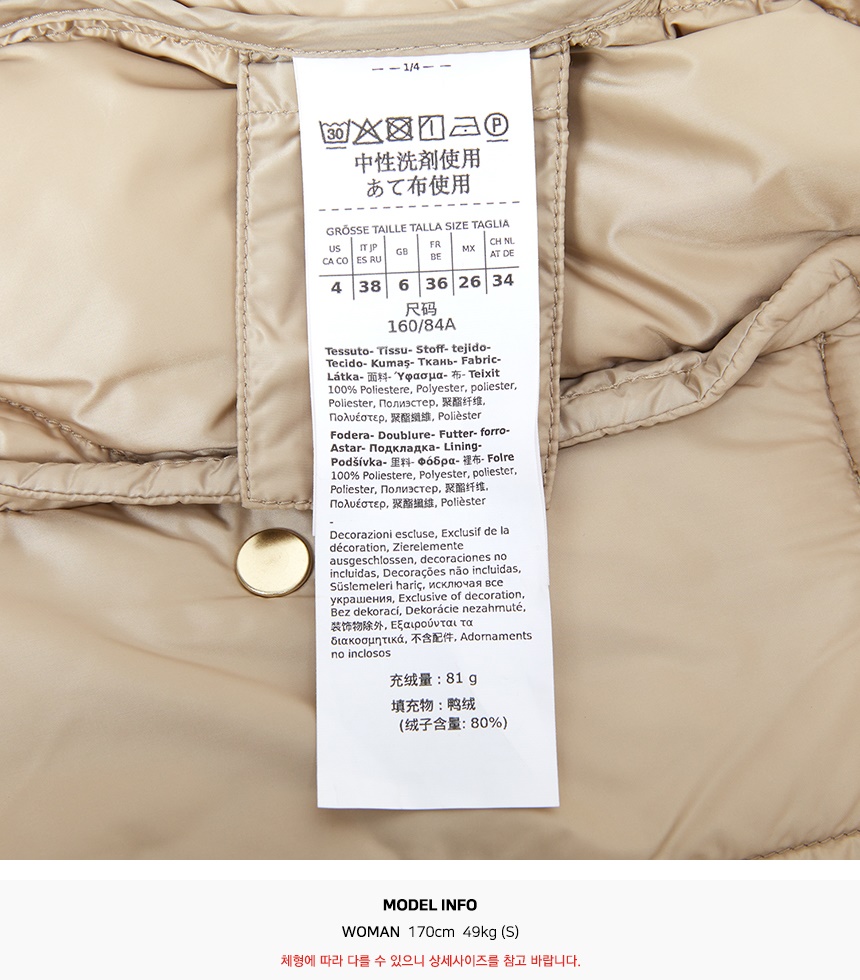 1/4
30
P
中性洗剤使用
あて布使用
GRÖSSE TAILLE TALLA SIZE TAGLIA
US IT JP GB FR MX CH NL
CA CO ES RU BE AT DE
4 38 6 36 26 34
尺码
160/84A
Tessuto- Tissu- Stoff- tejido-
Tecido- Kumaş- Ткань- Fabric-
Látka- 面料- Ύφασμα- 布- Teixit
100% Poliestere, Polyester, poliester,
Poliester, Полиэстер, 聚酯纤维,
Πολυέστερ, 聚酯纖維, Polièster
Fodera- Doublure- Futter- forro-
Astar- Подкладка- Lining-
Podšívka- 里料- Φόδρα- 裡布- Folre
100% Poliestere, Polyester, poliester,
Poliester, Полиэстер, 聚酯纤维,
Πολυέστερ, 聚酯纖維, Polièster
-
Decorazioni escluse, Exclusif de la
décoration, Zierelemente
ausgeschlossen, decoraciones no
incluidas, Decorações não incluidas,
Süslemeleri hariç, исключая все
украшения, Exclusive of decoration,
Bez dekorací, Dekorácie nezahrnuté,
裝饰物除外, Εξαιρούνται τα
διακοσμητικά, 不含配件, Adornaments
no inclosos
充绒量 : 81 g
填充物 : 鸭绒
(绒子含量: 80%)
MODEL INFO
WOMAN 170cm 49kg (S)
체형에 따라 다를 수 있으니 상세사이즈를 참고 바랍니다.